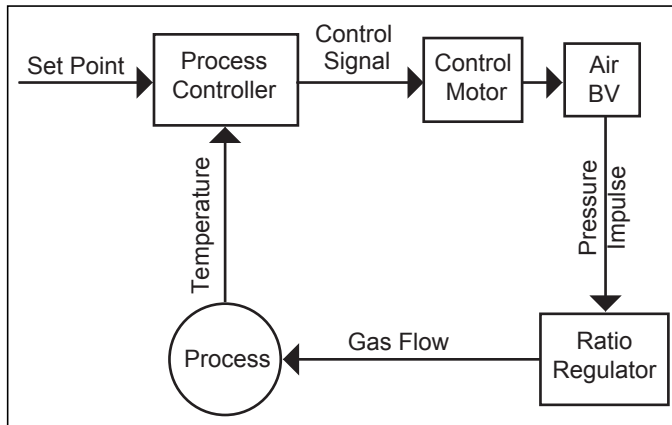 Set Point
Process
Controller
Control
Signal
Control
Motor
Air
BV
Pressure
Impulse
Temperature
Process
Gas Flow
Ratio
Regulator